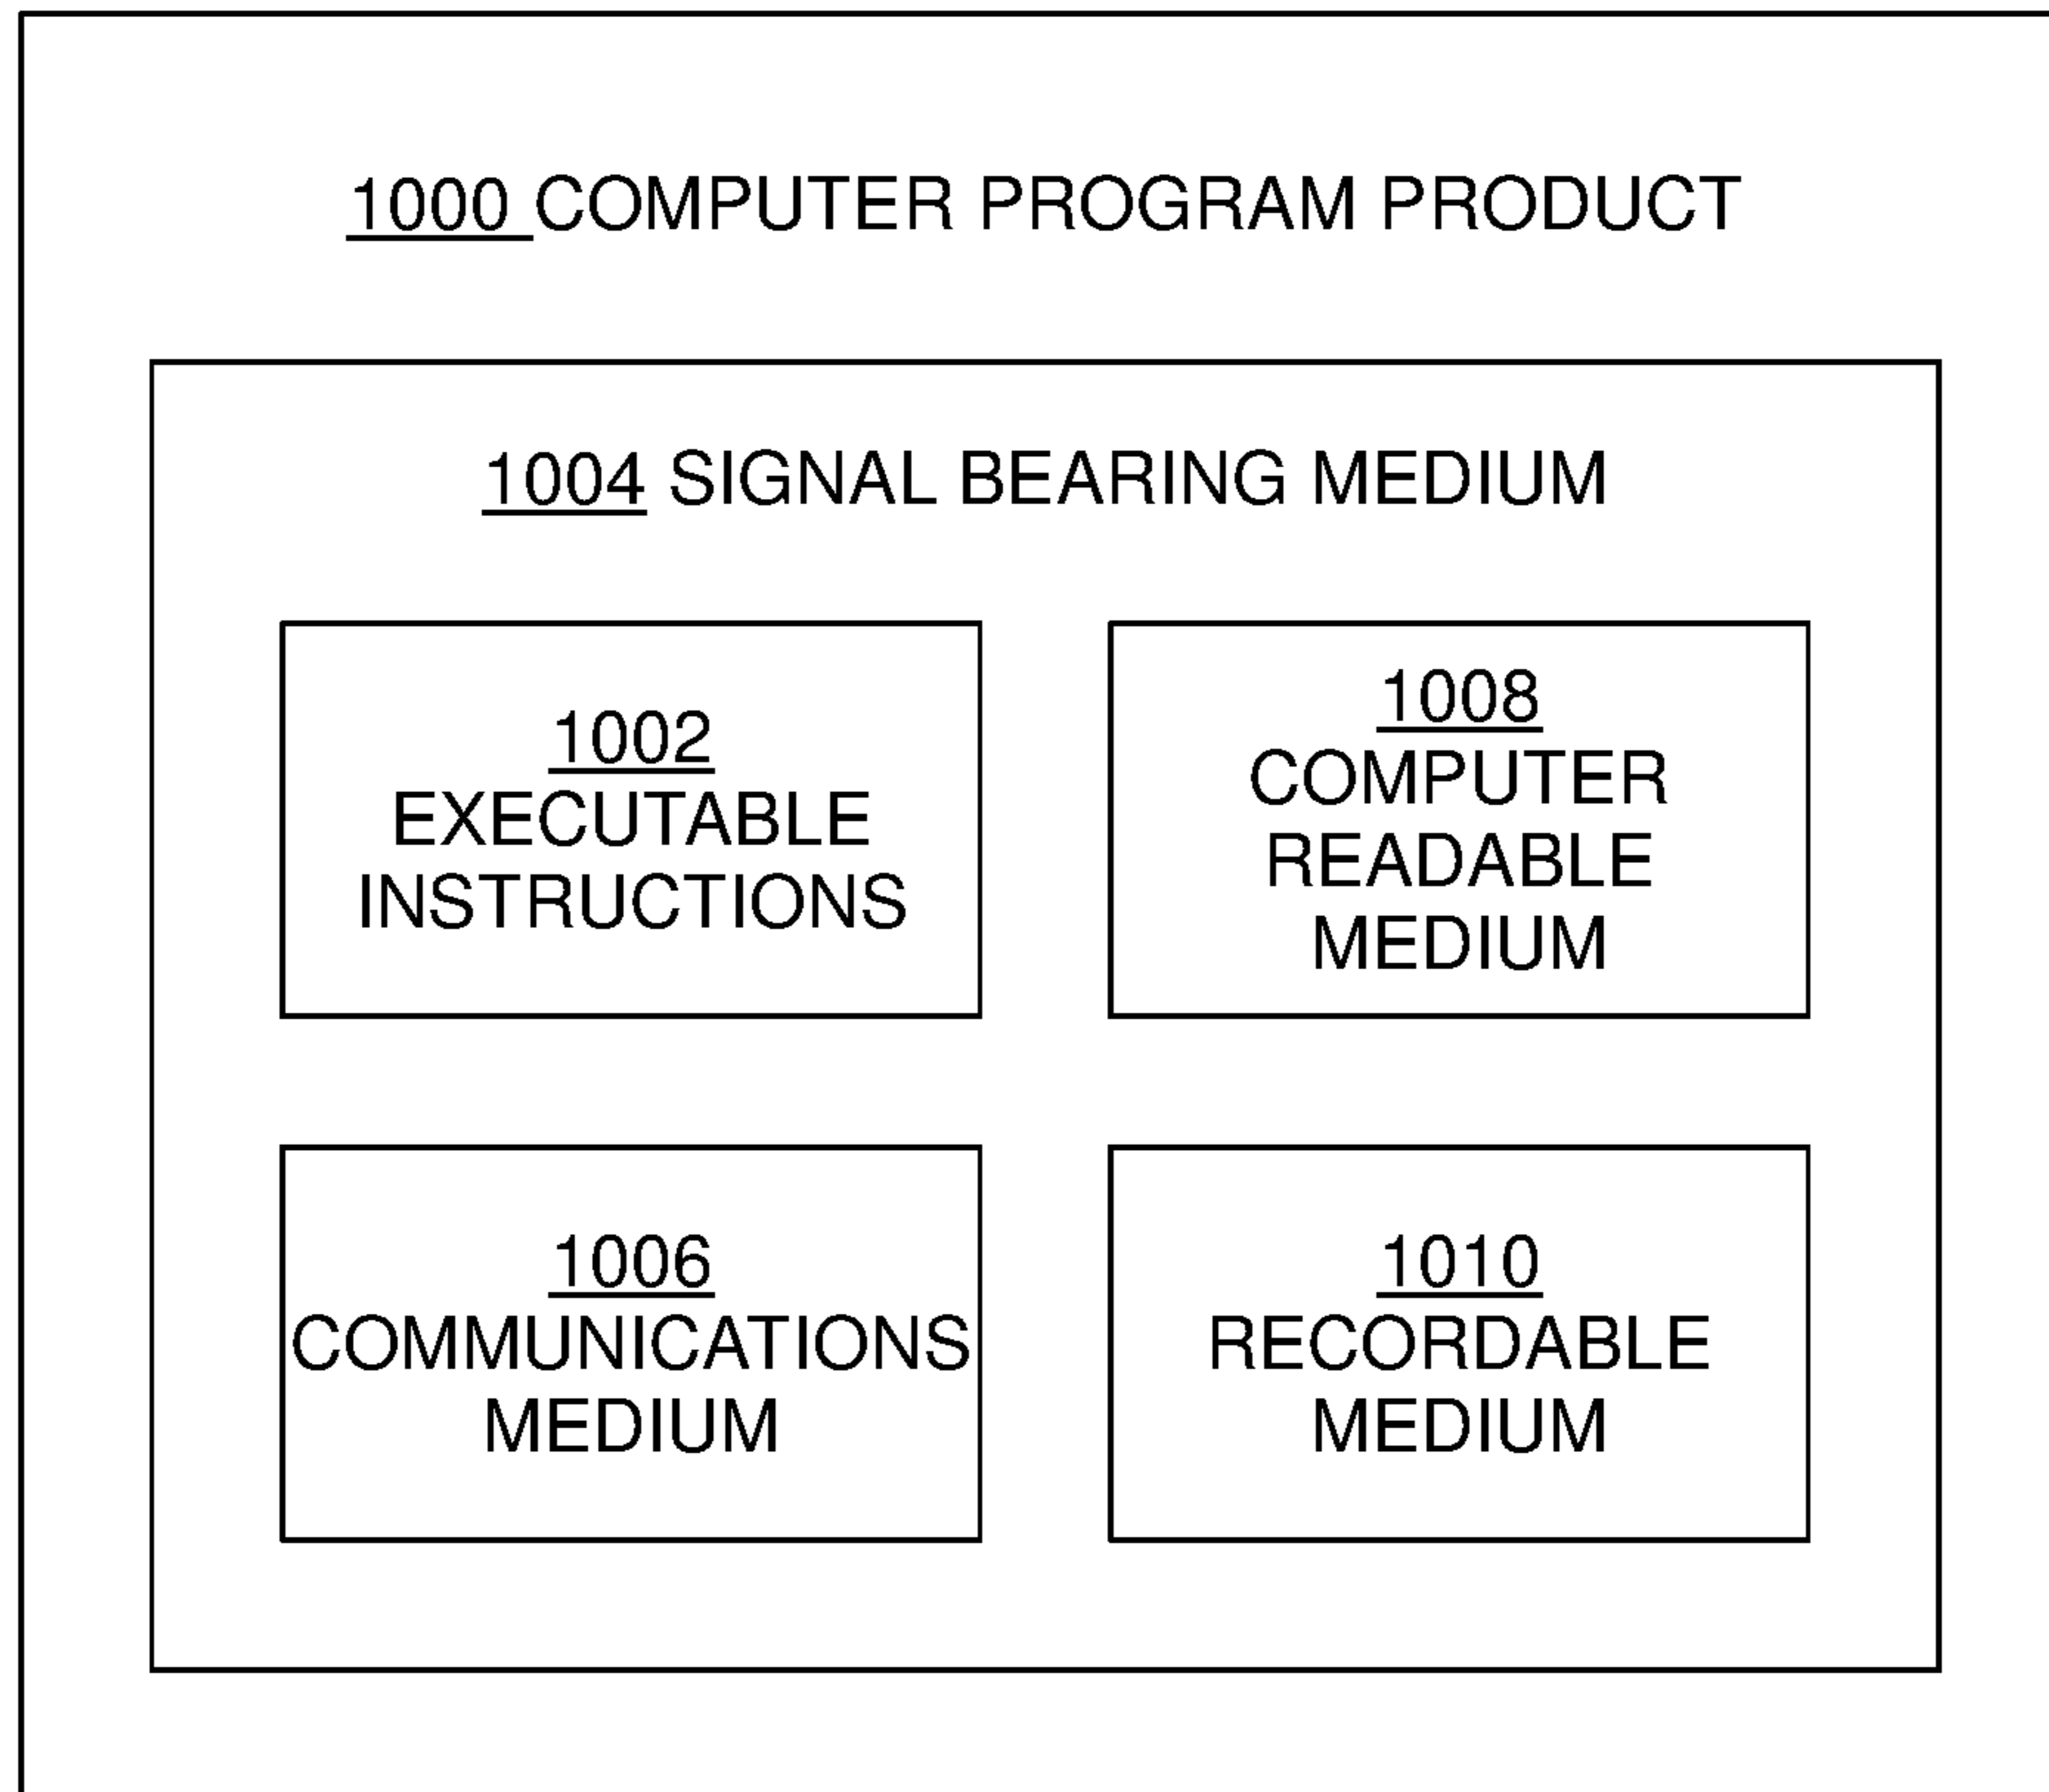 1000 COMPUTER PROGRAM PRODUCT
1004 SIGNAL BEARING MEDIUM
1002
EXECUTABLE
INSTRUCTIONS
1008
COMPUTER
READABLE
MEDIUM
1006
COMMUNICATIONS
MEDIUM
1010
RECORDABLE
MEDIUM